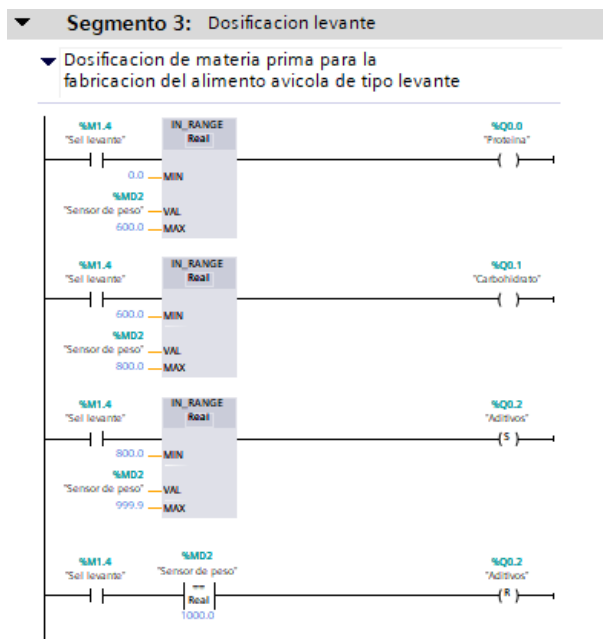 Segmento 3: Dosificacion levante
Dosificacion de materia prima para la
fabricacion del alimento avicola de tipo levante
%M1.4 IN_RANGE %Q0.0
"Sel levante" Real "Proteina"
0.0 MIN
%MD2
"Sensor de peso" VAL
600.0 MAX
%M1.4 IN_RANGE %Q0.1
"Sel levante" Real "Carbohidrato"
600.0 MIN
%MD2
"Sensor de peso" VAL
800.0 MAX
%M1.4 IN_RANGE %Q0.2
"Sel levante" Real "Aditivos"
S
800.0 MIN
%MD2
"Sensor de peso" VAL
999.9 MAX
%M1.4 %MD2 %Q0.2
"Sel levante" "Sensor de peso" "Aditivos"
== R
Real
1000.0